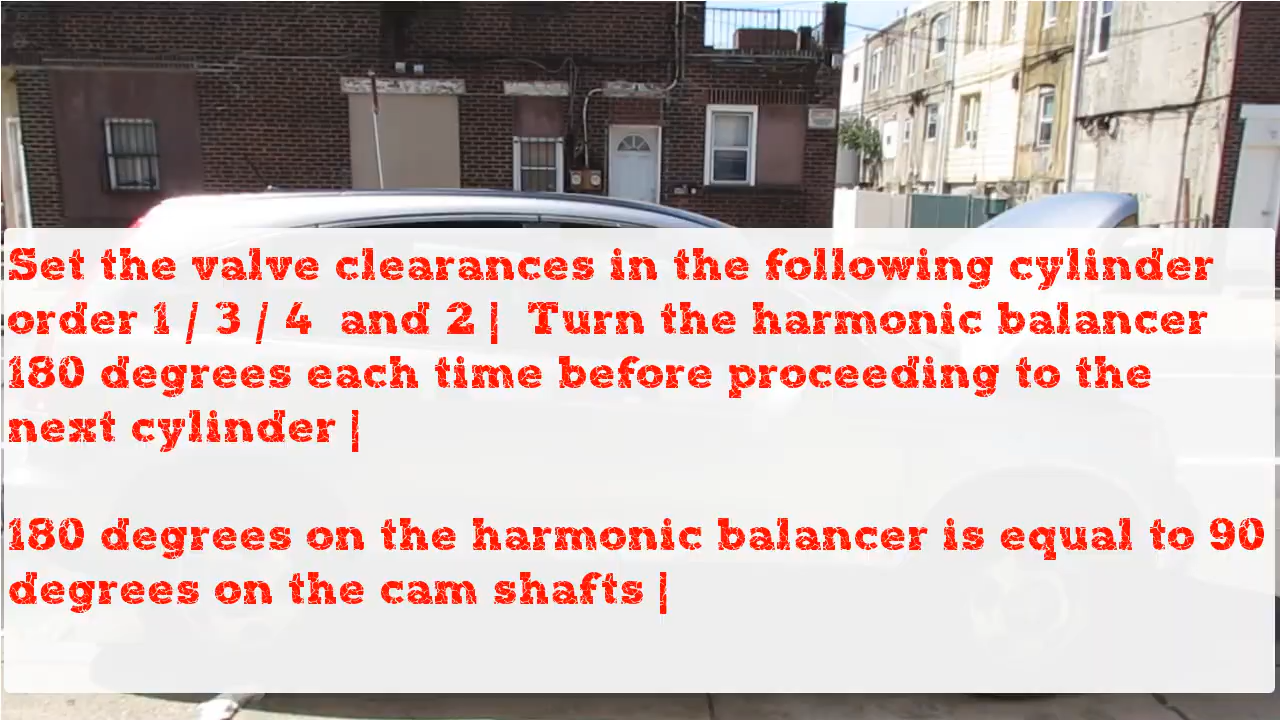 Set the valve clearances in the following cylinder
order 1 / 3 / 4 and 2 | Turn the harmonic balancer
180 degrees each time before proceeding to the
next cylinder |
180 degrees on the harmonic balancer is equal to 90
degrees on the cam shafts |